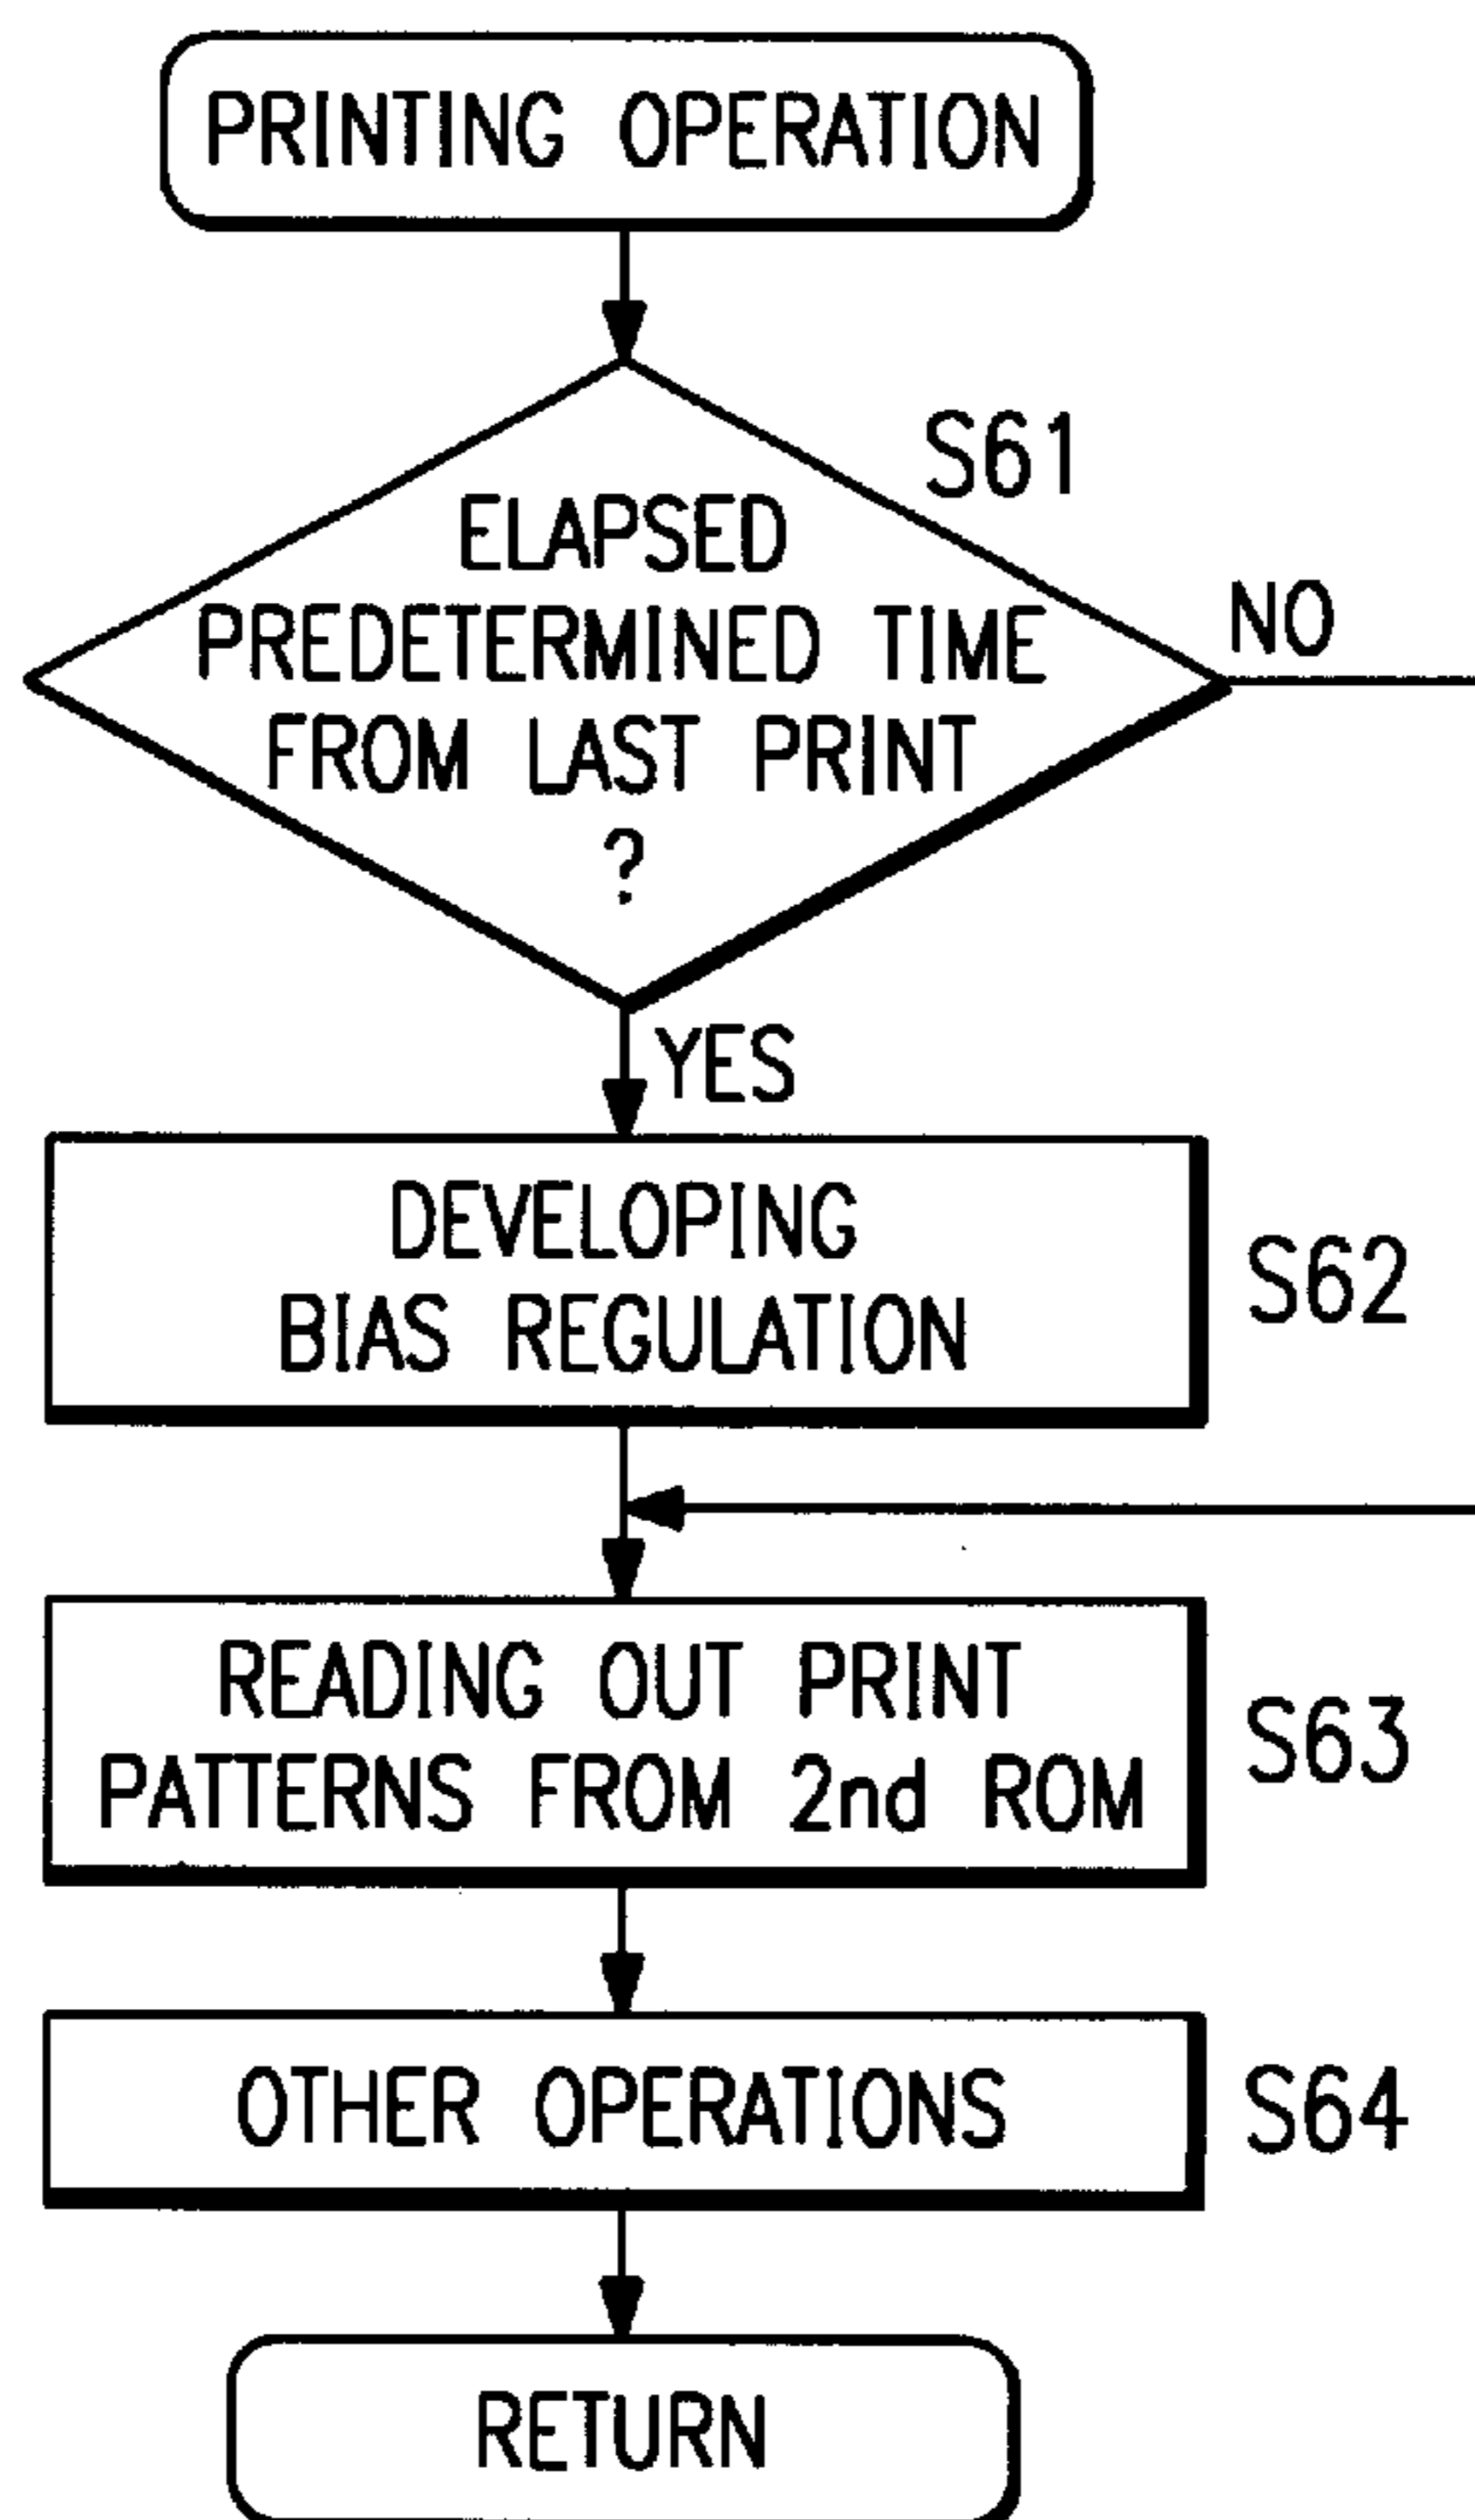 PRINTING OPERATION
S61
ELAPSED
PREDETERMINED TIME
FROM LAST PRINT
?
NO
YES
DEVELOPING
BIAS REGULATION
S62
READING OUT PRINT
PATTERNS FROM 2nd ROM
S63
OTHER OPERATIONS
S64
RETURN